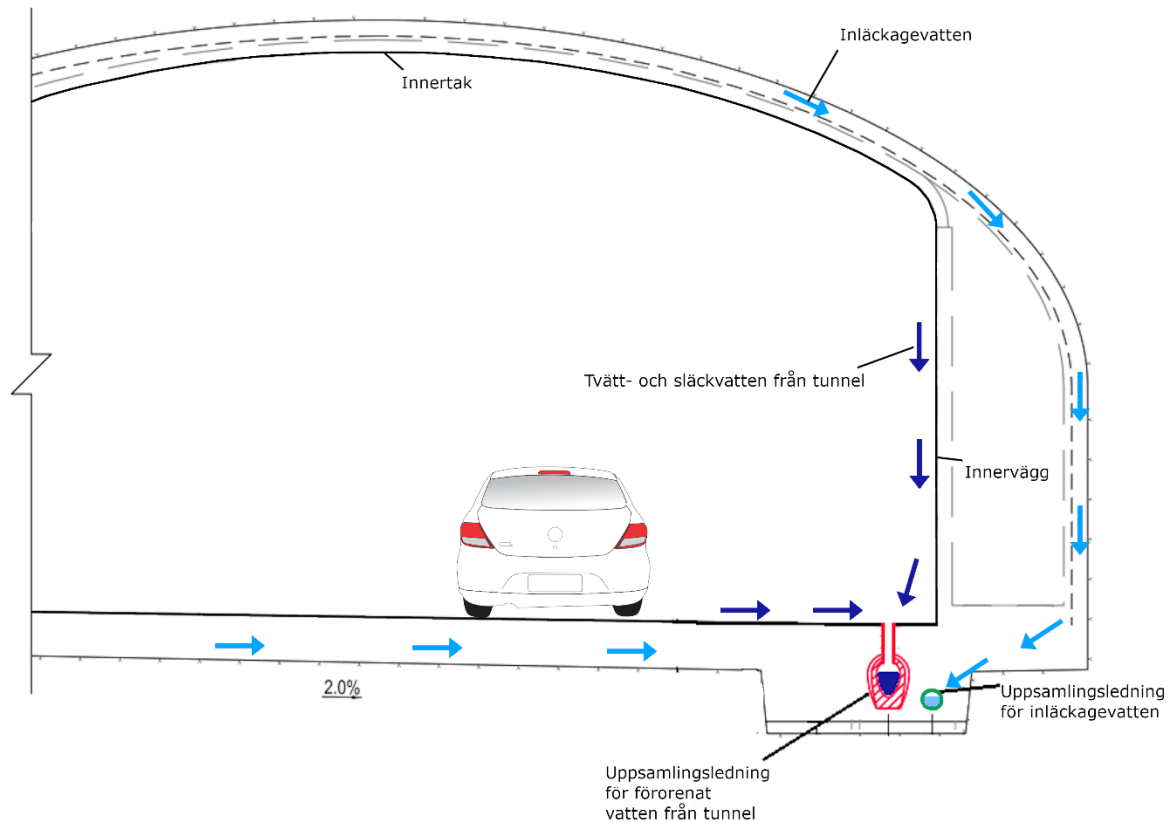 Inläckagevatten
Innertak
Tvätt- och släckvatten från tunnel
Innervägg
2.0%
Uppsamlingsledning
för inläckagevatten
Uppsamlingsledning
för förorenat
vatten från tunnel